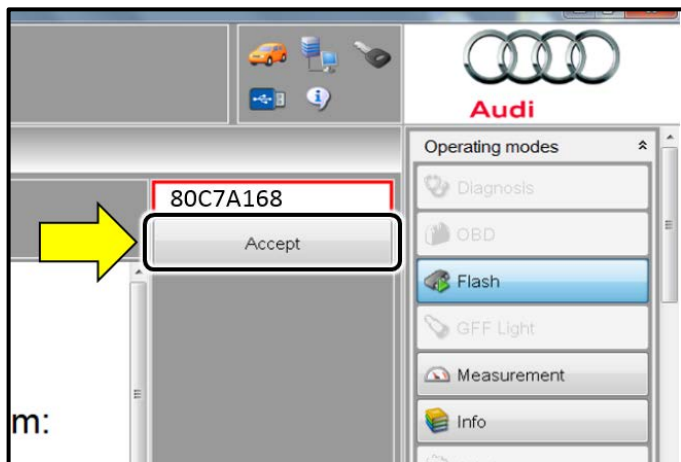 Audi
Operating modes
80C7A168
Diagnosis
Accept
OBD
Flash
GFF Light
Measurement
Info
m: